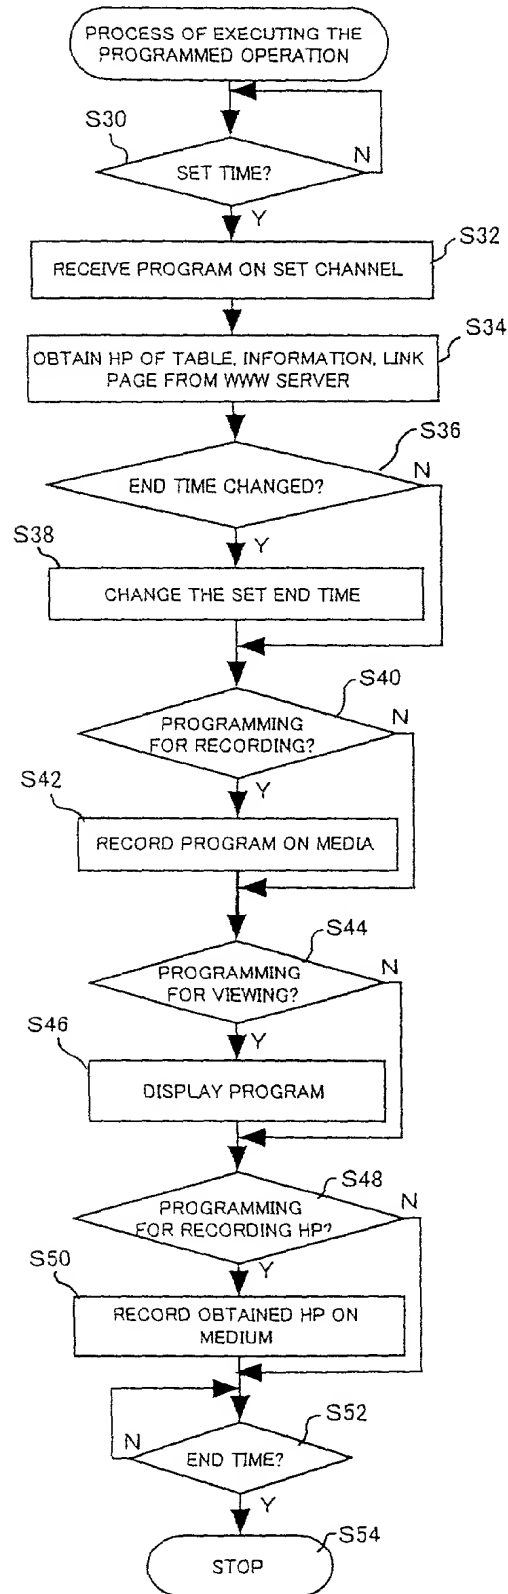 PROCESS OF EXECUTING THE
PROGRAMMED OPERATION
S30
SET TIME?
N
Y
S32
RECEIVE PROGRAM ON SET CHANNEL
S34
OBTAIN HP OF TABLE, INFORMATION, LINK
PAGE FROM WWW SERVER
S36
END TIME CHANGED?
N
Y
S38
CHANGE THE SET END TIME
S40
PROGRAMMING
FOR RECORDING?
N
Y
S42
RECORD PROGRAM ON MEDIA
S44
PROGRAMMING
FOR VIEWING?
N
Y
S46
DISPLAY PROGRAM
S48
PROGRAMMING
FOR RECORDING HP?
N
Y
S50
RECORD OBTAINED HP ON
MEDIUM
S52
END TIME?
N
Y
S54
STOP